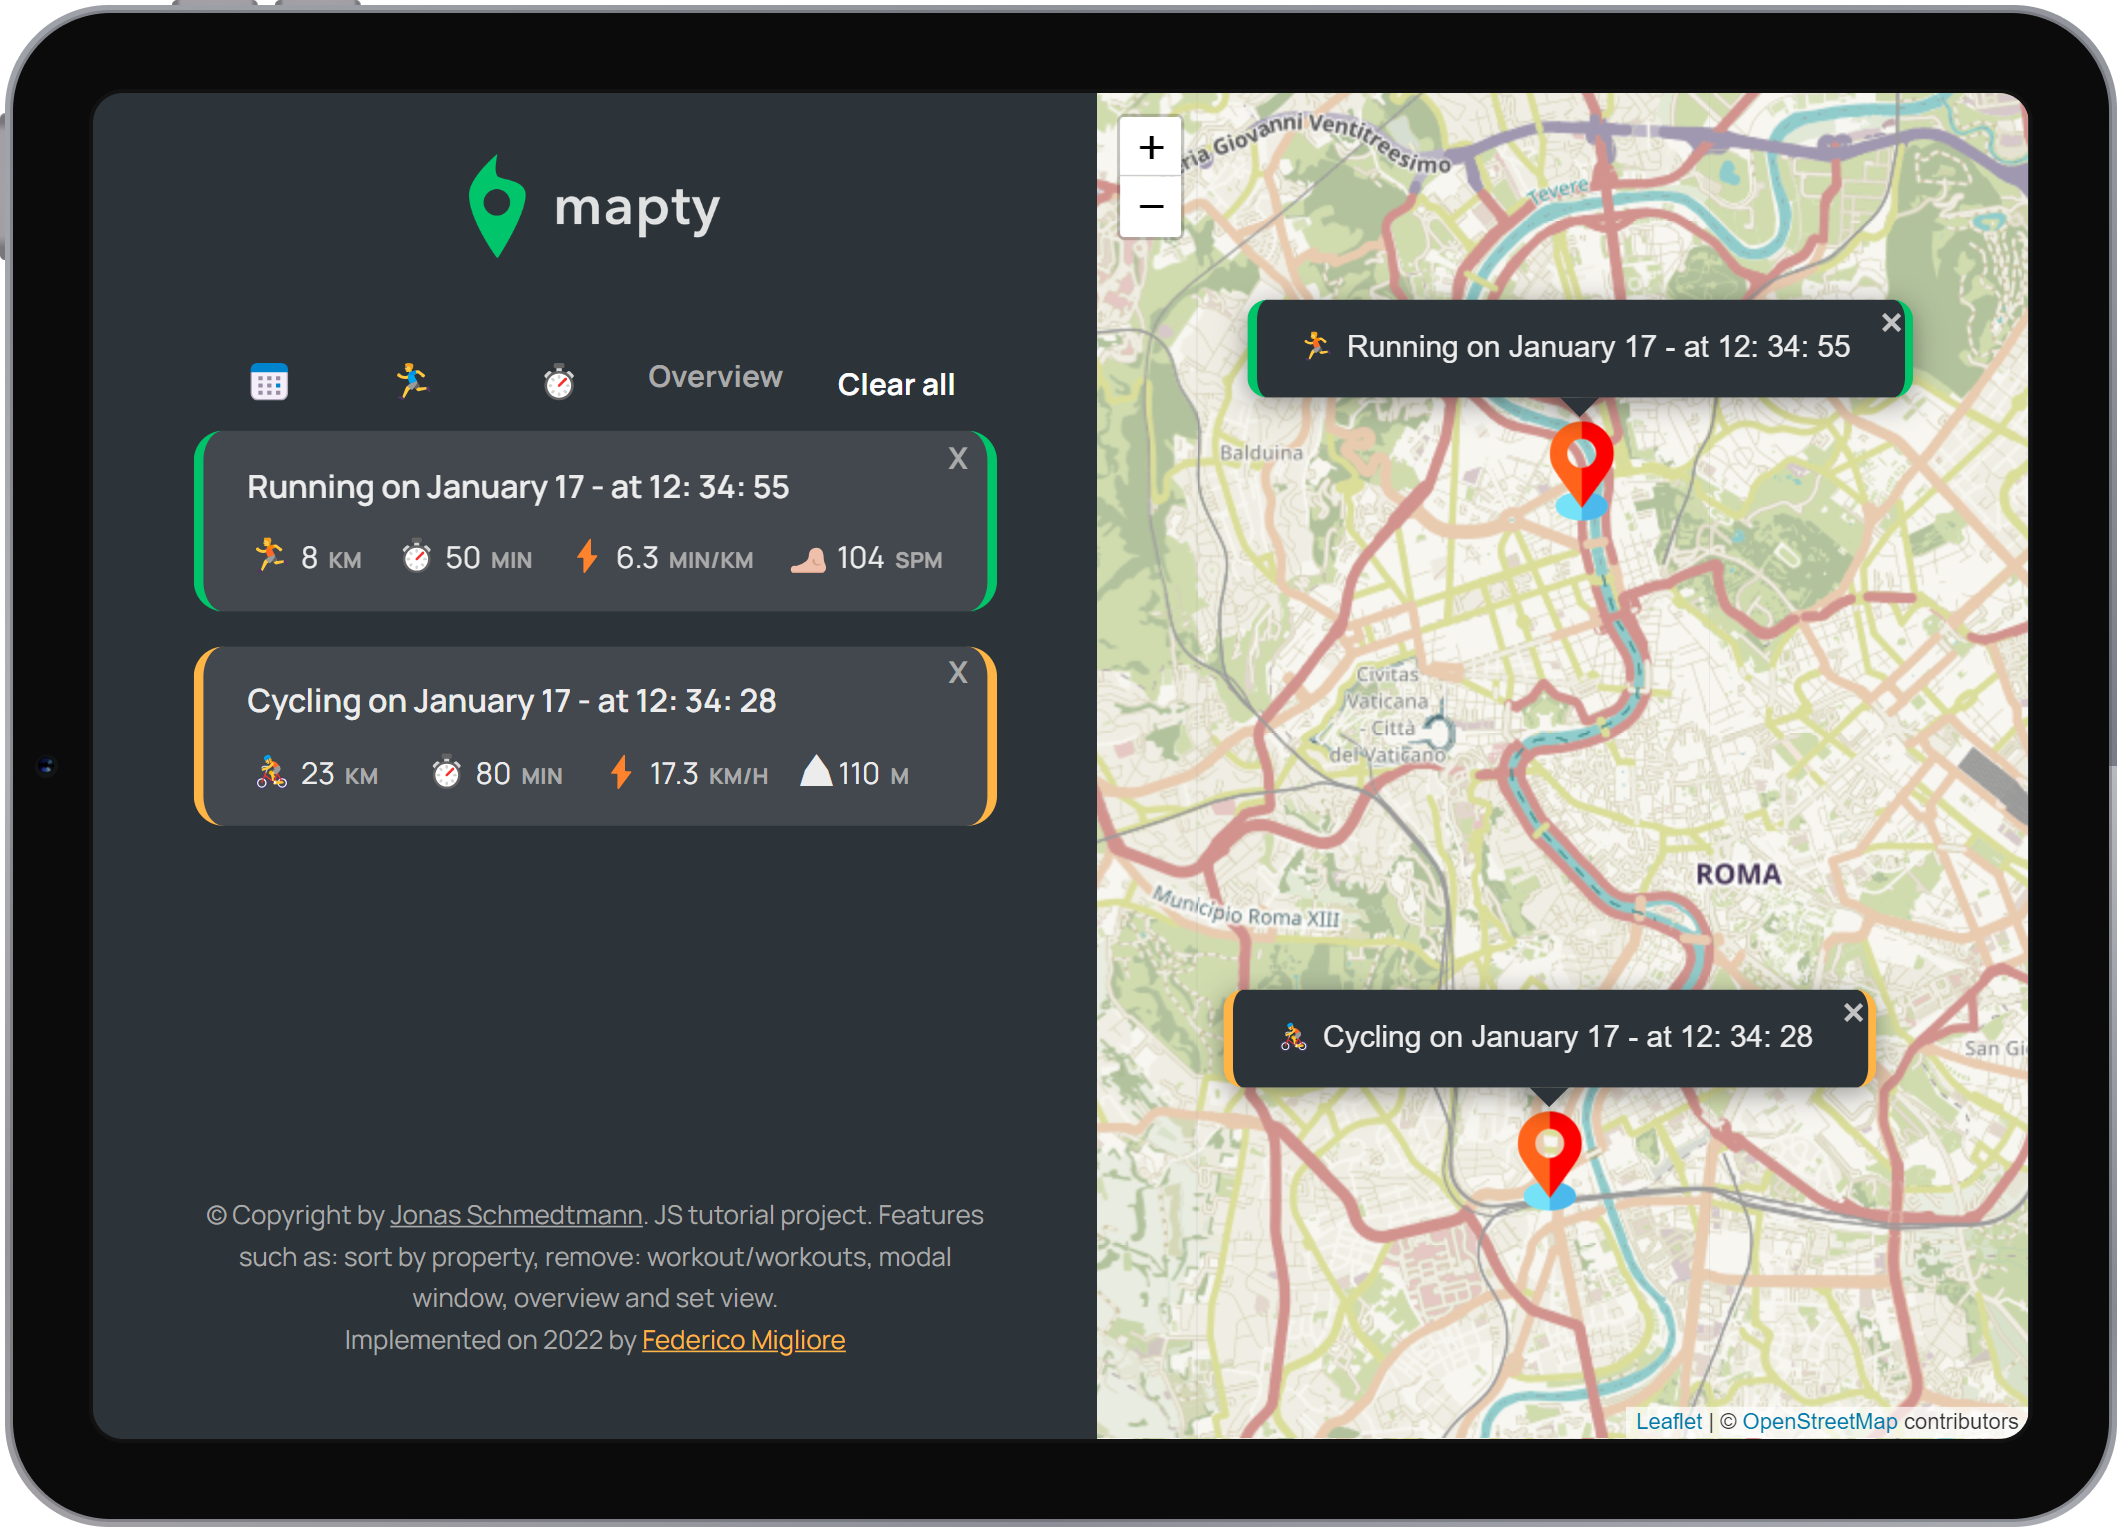 mapty
Overview
Clear all
X
Running on January 17 - at 12: 34: 55
8 KM 50 MIN 6.3 MIN/KM 104 SPM
X
Cycling on January 17 - at 12: 34: 28
23 KM 80 MIN 17.3 KM/H 110 M
© Copyright by Jonas Schmedtmann. JS tutorial project. Features
such as: sort by property, remove: workout/workouts, modal
window, overview and set view.
Implemented on 2022 by Federico Migliore
+
−
ria Giovanni Ventitreesimo
Tevere
×
Running on January 17 - at 12: 34: 55
Balduina
Civitas
Vaticana
- Città
del Vaticano
ROMA
Municipio Roma XIII
×
Cycling on January 17 - at 12: 34: 28
San Gi
Leaflet | © OpenStreetMap contributors